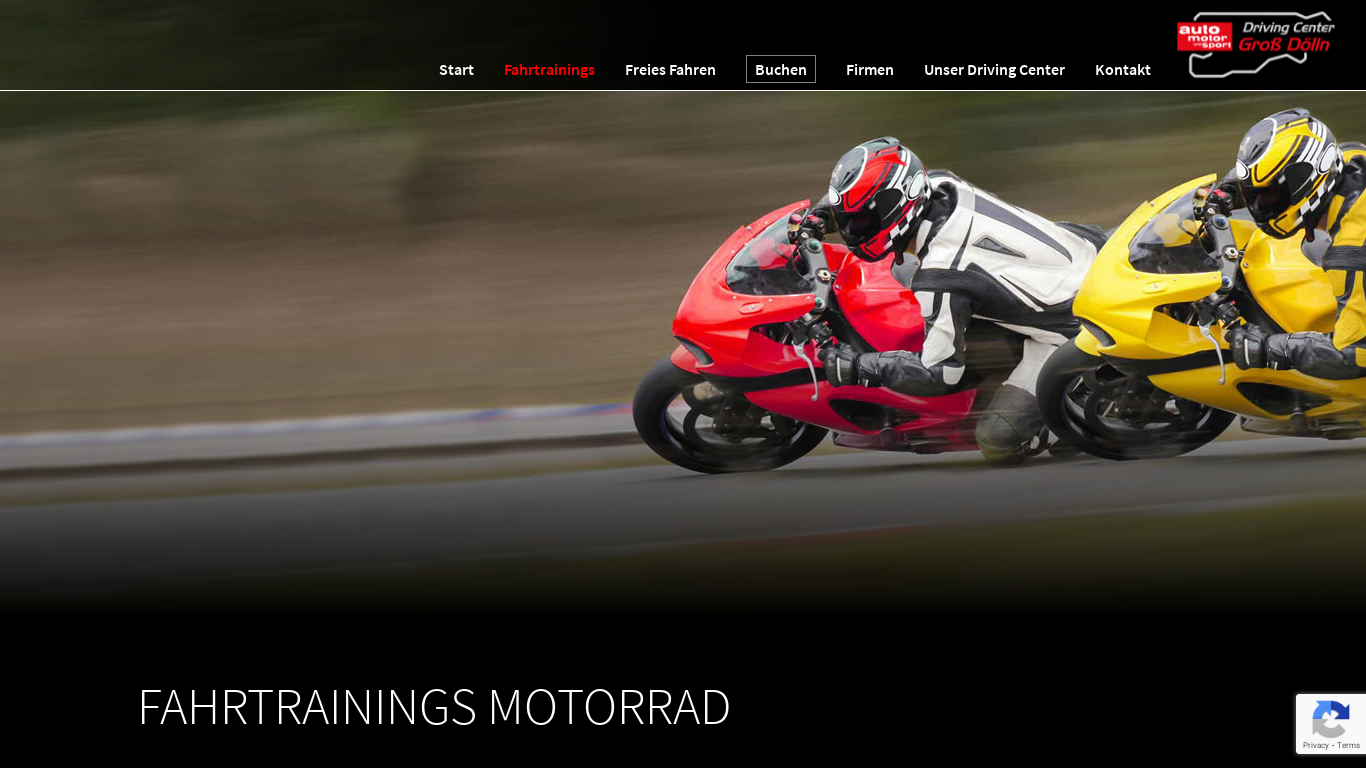 auto motor und sport
Driving Center
Groß Dölln
Start Fahrtrainings Freies Fahren Buchen Firmen Unser Driving Center Kontakt
FAHRTRAININGS MOTORRAD
Privacy - Terms